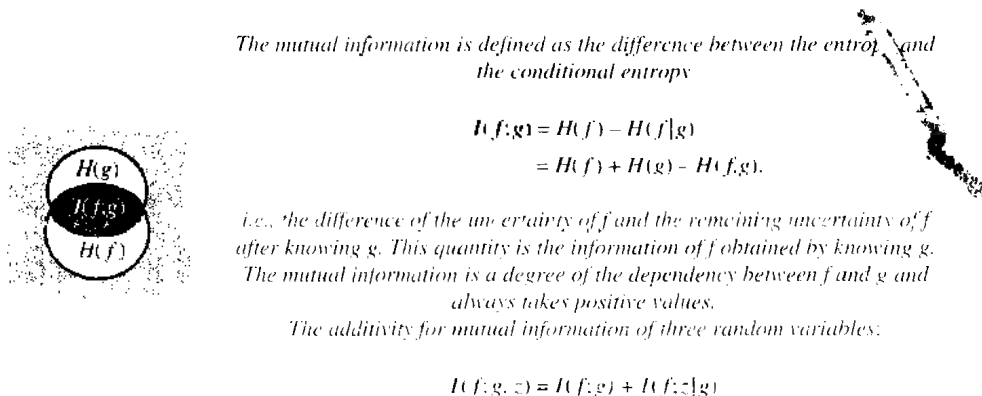 The mutual information is defined as the difference between the entropy and
the conditional entropy
I(f;g) = H(f) − H(f|g)
= H(f) + H(g) − H(f,g).
H(g)
I(f;g)
H(f)
i.e., the difference of the uncertainty of f and the remaining uncertainty of f
after knowing g. This quantity is the information of f obtained by knowing g.
The mutual information is a degree of the dependency between f and g and
always takes positive values.
The additivity for mutual information of three random variables:
I(f;g,z) = I(f;g) + I(f;z|g)